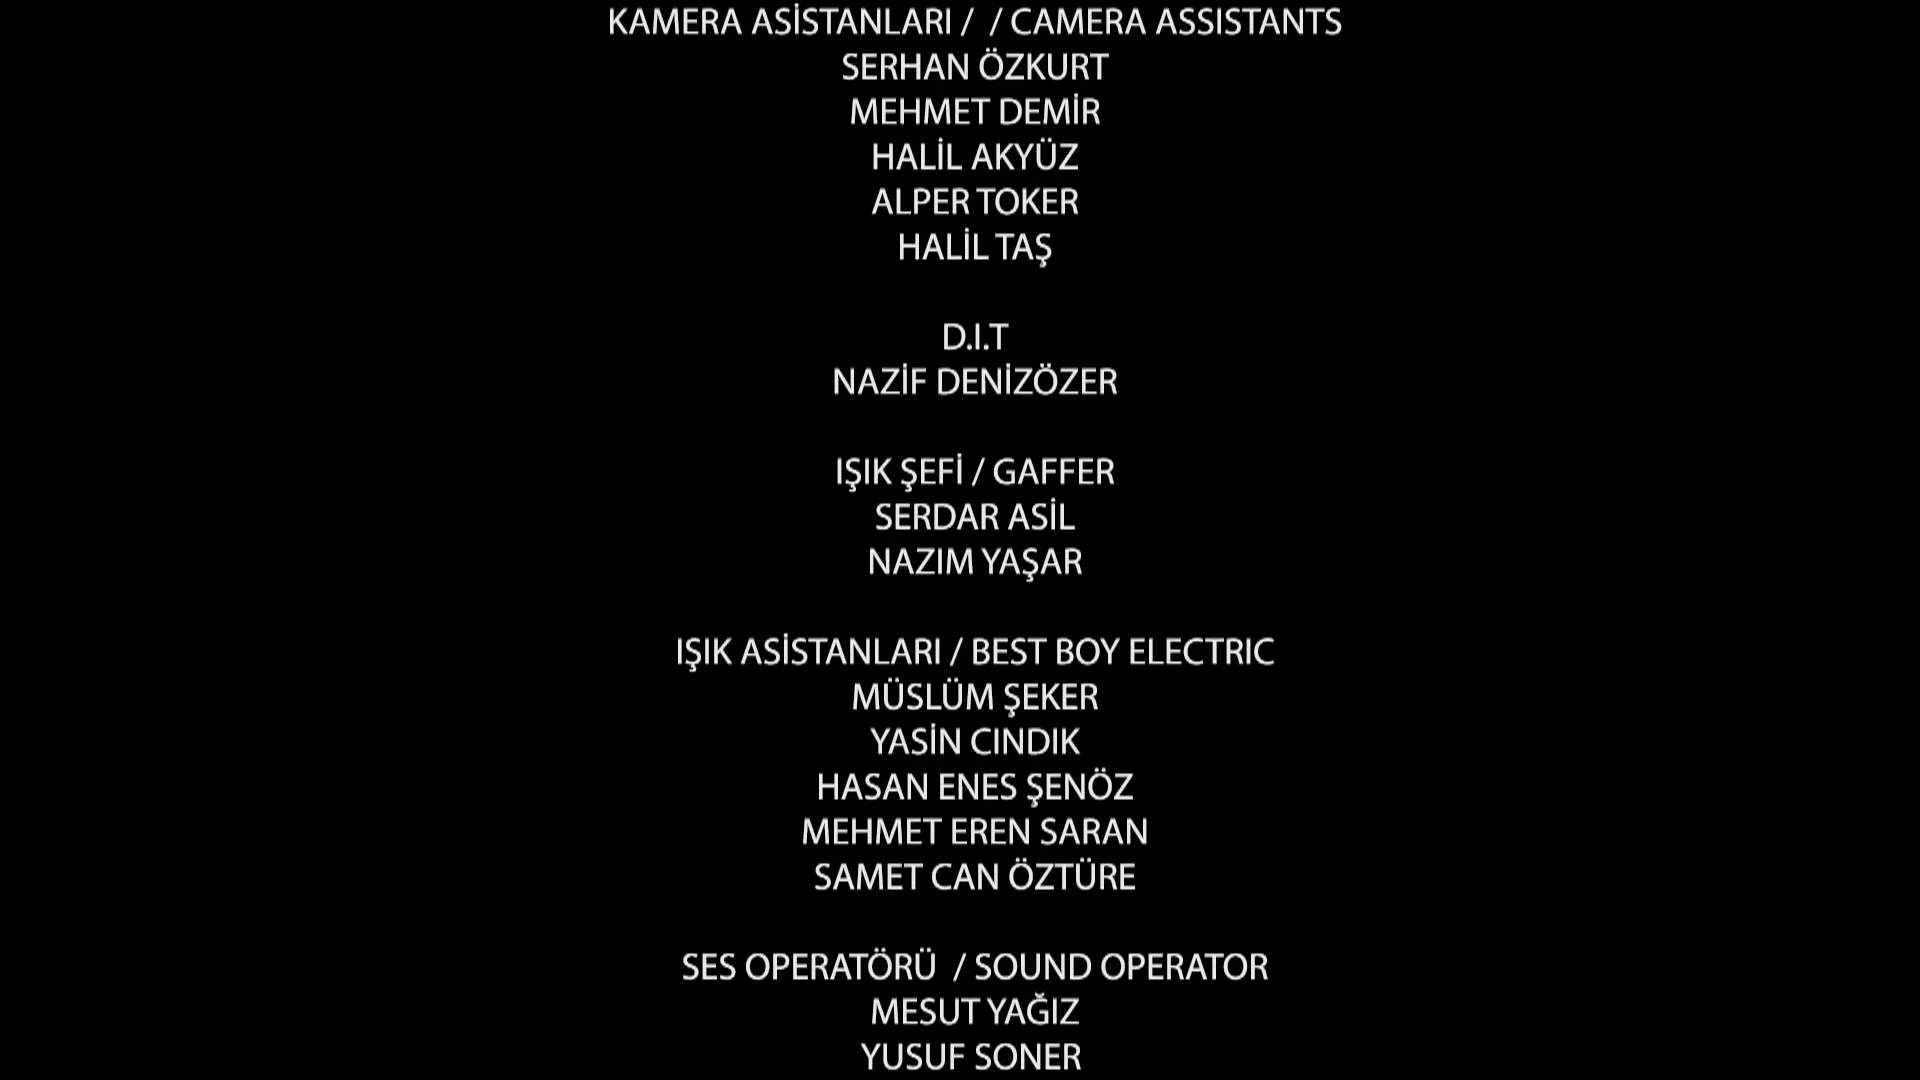 KAMERA ASİSTANLARI /  / CAMERA ASSISTANTS
SERHAN ÖZKURT
MEHMET DEMİR
HALİL AKYÜZ
ALPER TOKER
HALİL TAŞ
D.I.T
NAZİF DENİZÖZER
IŞIK ŞEFİ / GAFFER
SERDAR ASİL
NAZIM YAŞAR
IŞIK ASİSTANLARI / BEST BOY ELECTRIC
MÜSLÜM ŞEKER
YASİN CINDIK
HASAN ENES ŞENÖZ
MEHMET EREN SARAN
SAMET CAN ÖZTÜRE
SES OPERATÖRÜ  / SOUND OPERATOR
MESUT YAĞIZ
YUSUF SONER